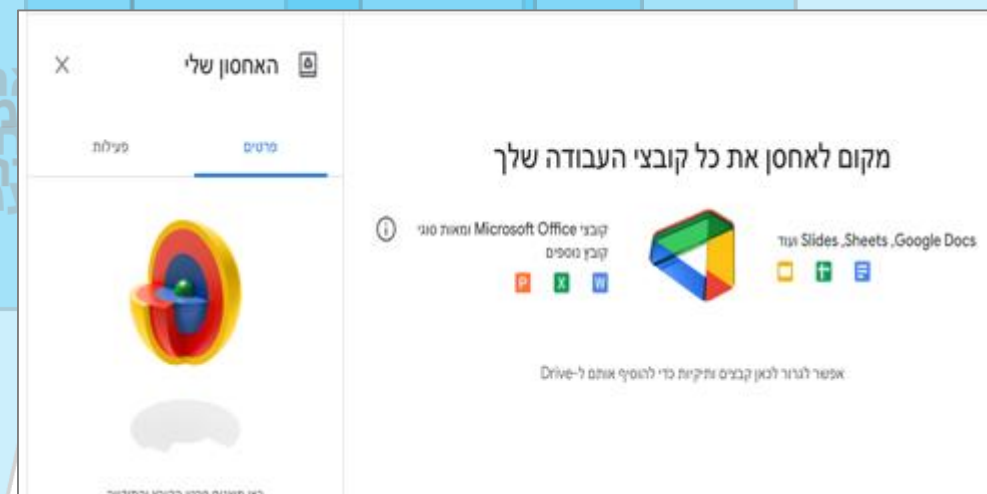 האחסון שלי
פרטים
פעילות
מקום לאחסן את כל קובצי העבודה שלך
Slides ,Sheets ,Google Docs ועוד
קובצי Microsoft Office ומאות סוגי
קובץ נוספים
P X W
אפשר לגרור לכאן קבצים ותיקיות כדי להוסיף אותם ל-Drive